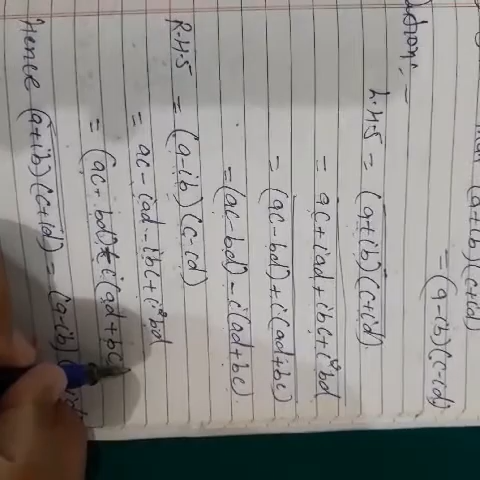 (a+ib)(c+id)
= (a-ib)(c-id)
L.H.S = (a+ib)(c+id)
= ac+iad+ibc+i²bd
= (ac-bd)+i(ad+bc)
= (ac-bd)-i(ad+bc)
R.H.S = (a-ib)(c-id)
= ac-iad-ibc+i²bd
= (ac-bd)-i(ad+bc)
Hence (a+ib)(c+id) = (a-ib)